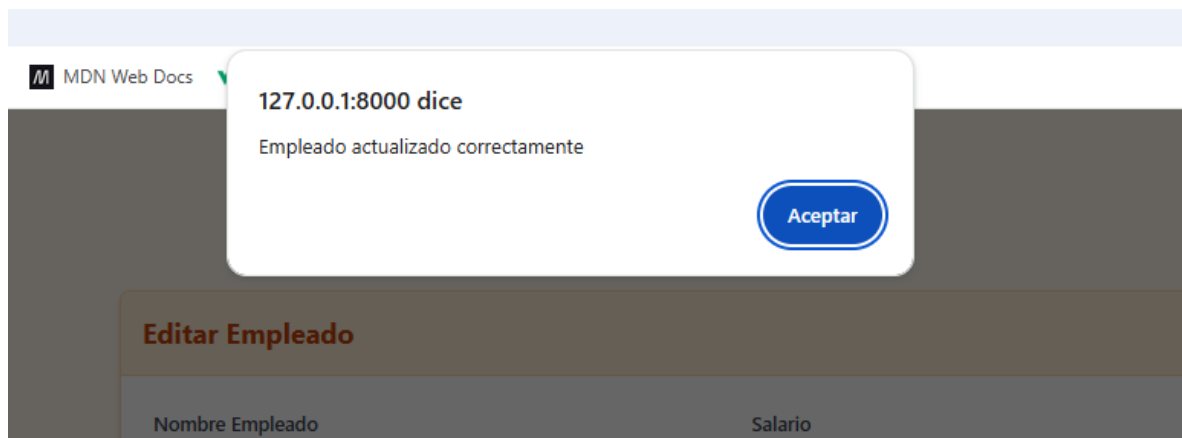 MDN Web Docs
127.0.0.1:8000 dice
Empleado actualizado correctamente
Aceptar
Editar Empleado
Nombre Empleado
Salario